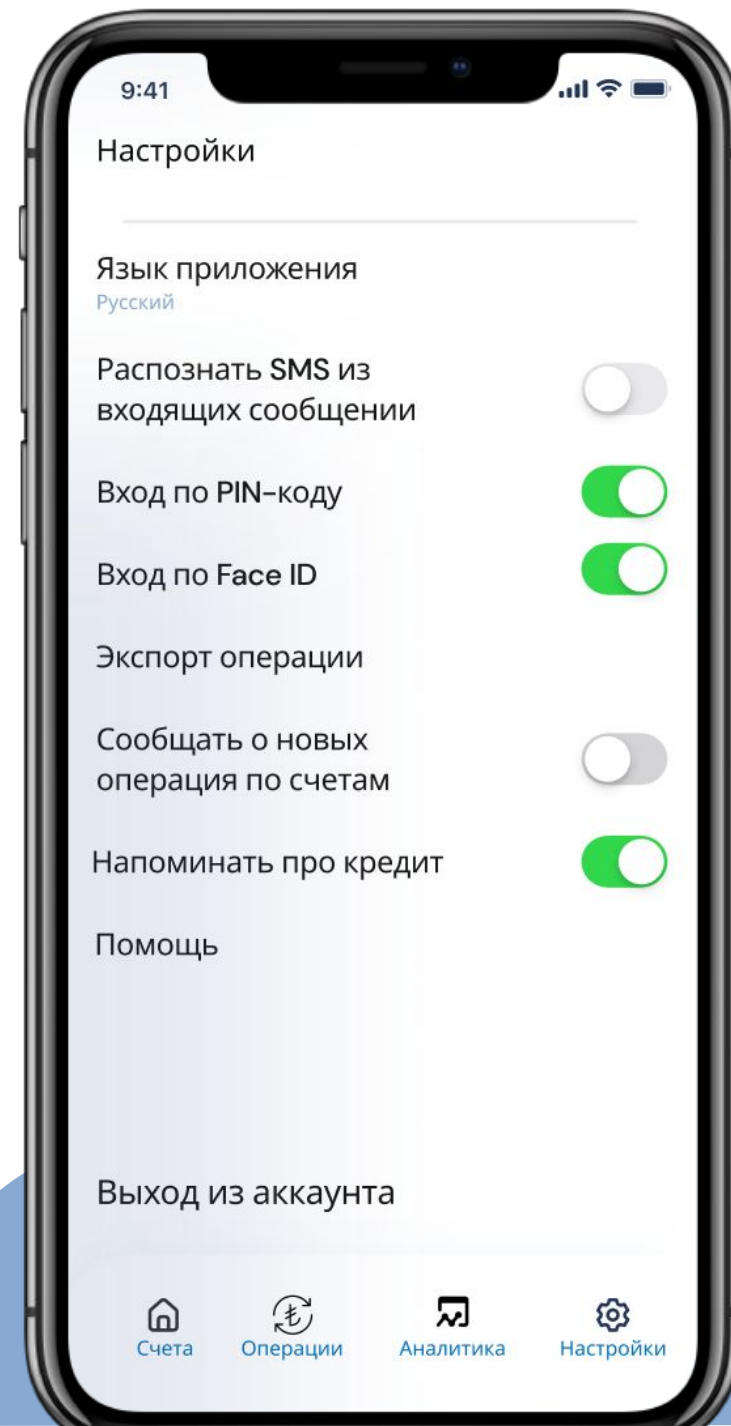 9:41
Настройки
Язык приложения
Русский
Распознать SMS из
входящих сообщении
Вход по PIN-коду
Вход по Face ID
Экспорт операции
Сообщать о новых
операция по счетам
Напоминать про кредит
Помощь
Выход из аккаунта
Счета
Операции
Аналитика
Настройки